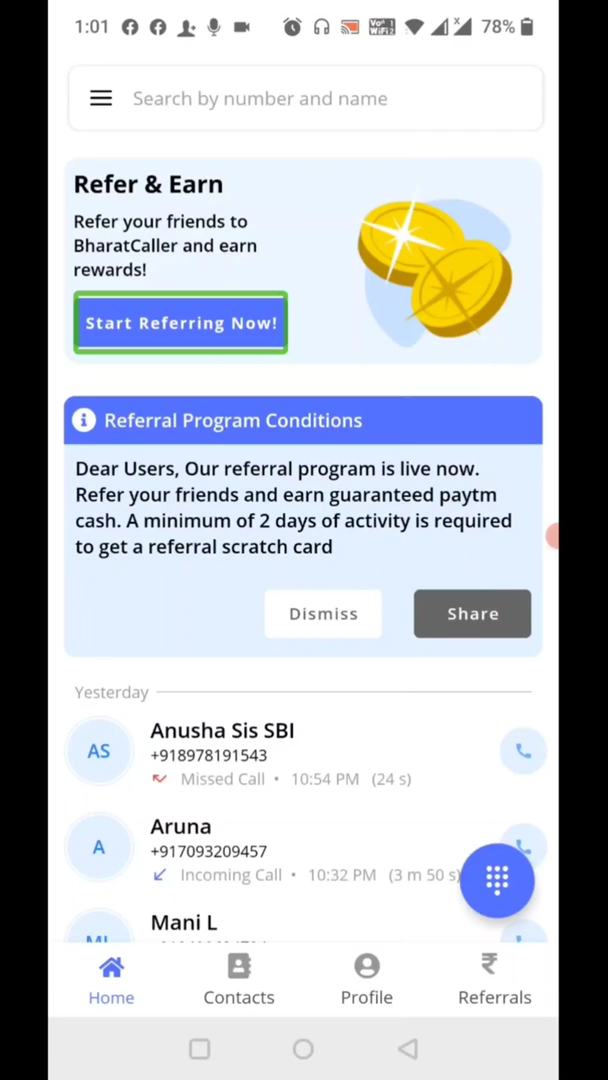 1:01
78%
Search by number and name
Refer & Earn
Refer your friends to
BharatCaller and earn
rewards!
Start Referring Now!
Referral Program Conditions
Dear Users, Our referral program is live now.
Refer your friends and earn guaranteed paytm
cash. A minimum of 2 days of activity is required
to get a referral scratch card
Dismiss
Share
Yesterday
AS
Anusha Sis SBI
+918978191543
Missed Call • 10:54 PM (24 s)
A
Aruna
+917093209457
Incoming Call • 10:32 PM (3 m 50 s)
Mani L
Home
Contacts
Profile
Referrals